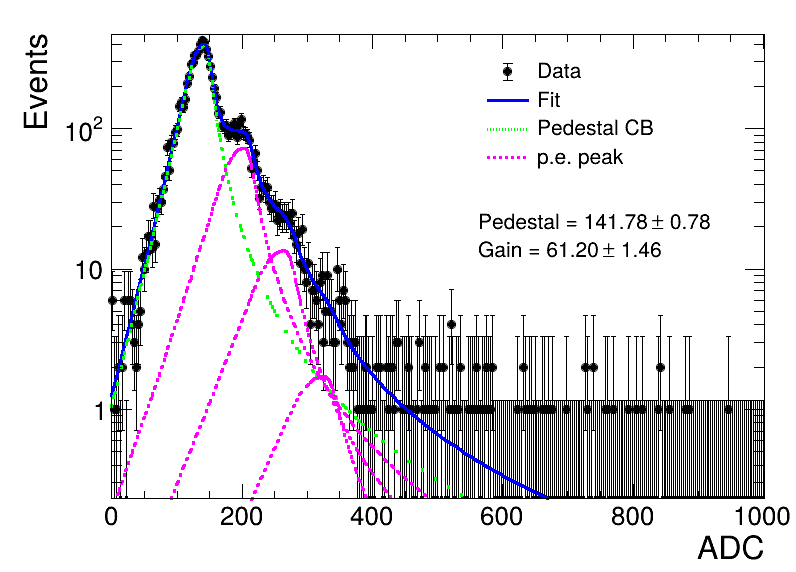 Events
10²
10
1
Data
Fit
Pedestal CB
p.e. peak
Pedestal = 141.78 ± 0.78
Gain = 61.20 ± 1.46
0 200 400 600 800 1000
ADC